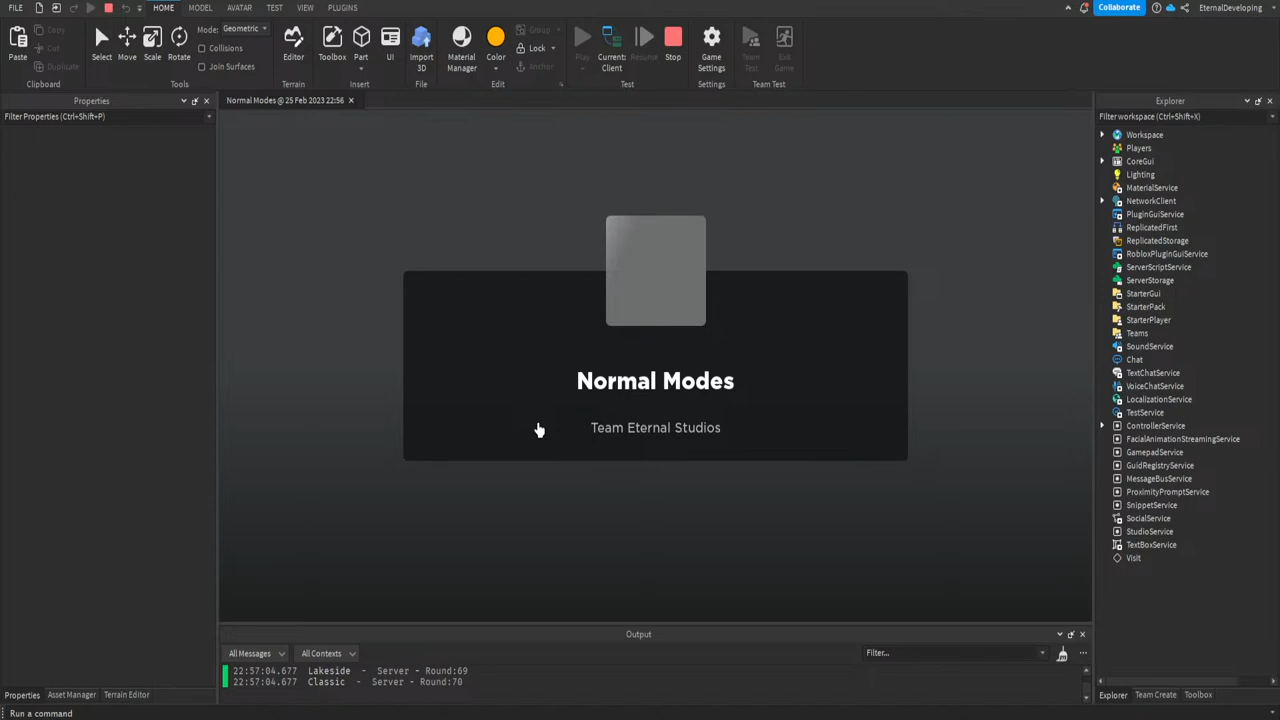 FILE HOME MODEL AVATAR TEST VIEW PLUGINS Collaborate EternalDeveloping
Paste Copy Cut Duplicate Select Move Scale Rotate Mode: Geometric Collisions Join Surfaces Editor Toolbox Part UI Import 3D Material Manager Color Group Lock Anchor Play Current: Client Resume Stop Game Settings Team Test Exit Game
Clipboard Tools Terrain Insert File Edit Test Settings Team Test
Properties
Filter Properties (Ctrl+Shift+P)
Normal Modes @ 25 Feb 2023 22:56
Normal Modes
Team Eternal Studios
Explorer
Filter workspace (Ctrl+Shift+X)
Workspace
Players
CoreGui
Lighting
MaterialService
NetworkClient
PluginGuiService
ReplicatedFirst
ReplicatedStorage
RobloxPluginGuiService
ServerScriptService
ServerStorage
StarterGui
StarterPack
StarterPlayer
Teams
SoundService
Chat
TextChatService
VoiceChatService
LocalizationService
TestService
ControllerService
FacialAnimationStreamingService
GamepadService
GuidRegistryService
MessageBusService
ProximityPromptService
SnippetService
SocialService
StudioService
TextBoxService
Visit
Output
All Messages All Contexts Filter...
22:57:04.677 Lakeside - Server - Round:69
22:57:04.677 Classic - Server - Round:70
Properties Asset Manager Terrain Editor
Explorer Team Create Toolbox
Run a command